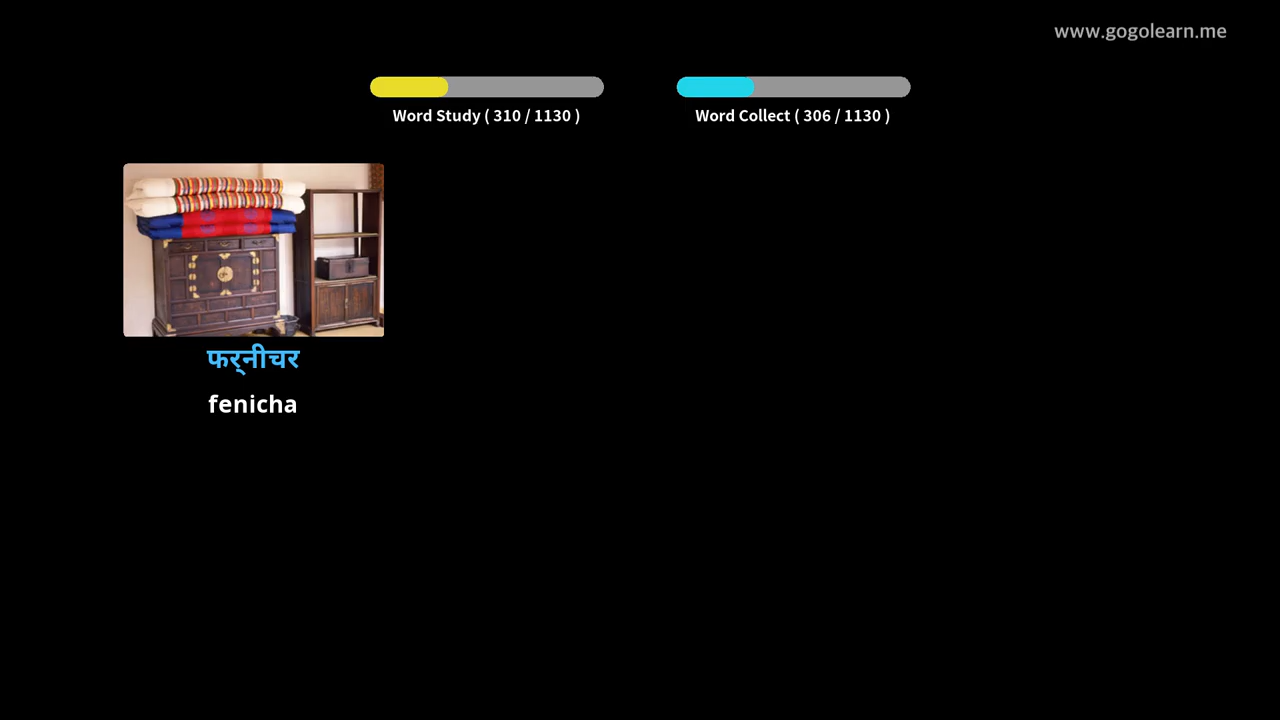 www.gogolearn.me
Word Study ( 310 / 1130 )
Word Collect ( 306 / 1130 )
फर्‌नीचर
fenicha